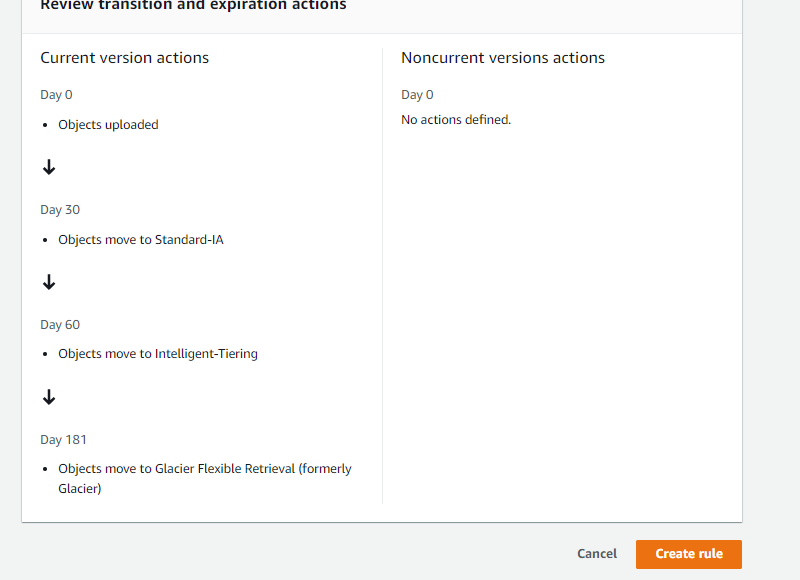 Review transition and expiration actions
Current version actions
Day 0
Objects uploaded
Day 30
Objects move to Standard-IA
Day 60
Objects move to Intelligent-Tiering
Day 181
Objects move to Glacier Flexible Retrieval (formerly
Glacier)
Noncurrent versions actions
Day 0
No actions defined.
Cancel
Create rule